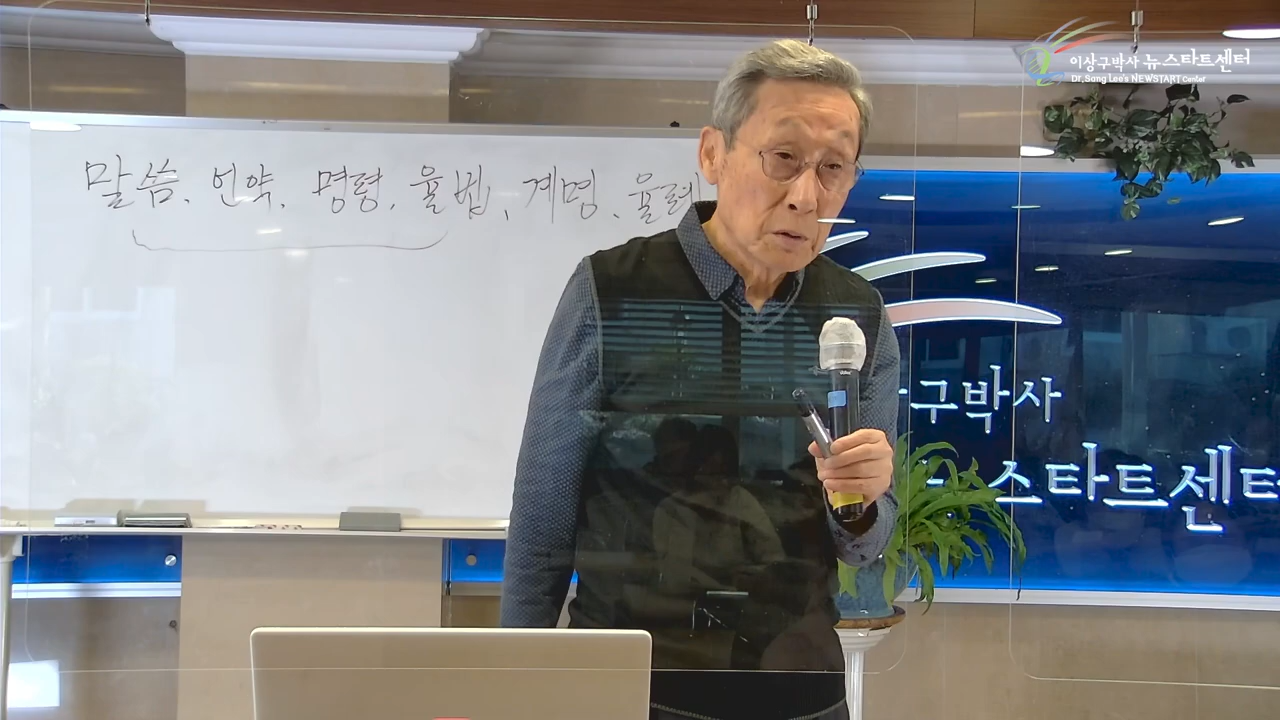 이상구박사 뉴스타트센터
Dr. Sang Lee's NEWSTART Center
말씀. 언약. 명령. 율법, 계명. 율례
구박사
스타트센터